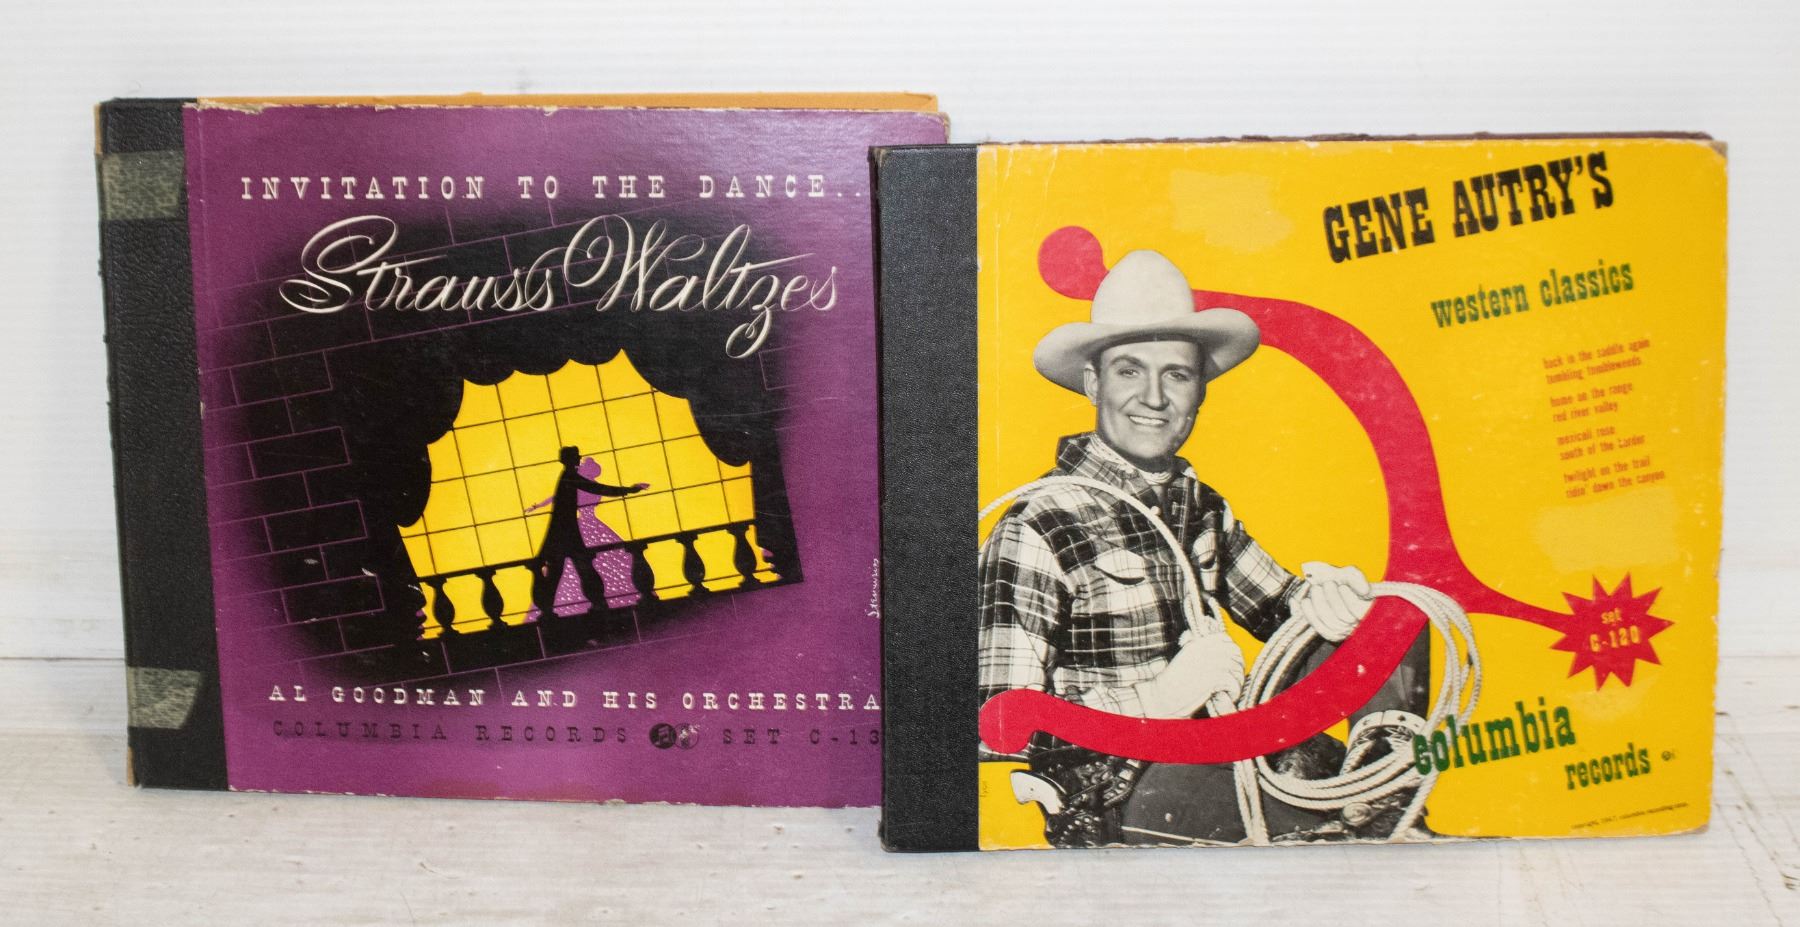 INVITATION TO THE DANCE..
Strauss Waltzes
AL GOODMAN AND HIS ORCHESTRA
COLUMBIA RECORDS SET C-13
GENE AUTRY'S
western classics
back in the saddle again
tumbling tumbleweeds
home on the range
red river valley
mexicali rose
south of the border
twilight on the trail
ridin' down the canyon
set
C-120
columbia
records